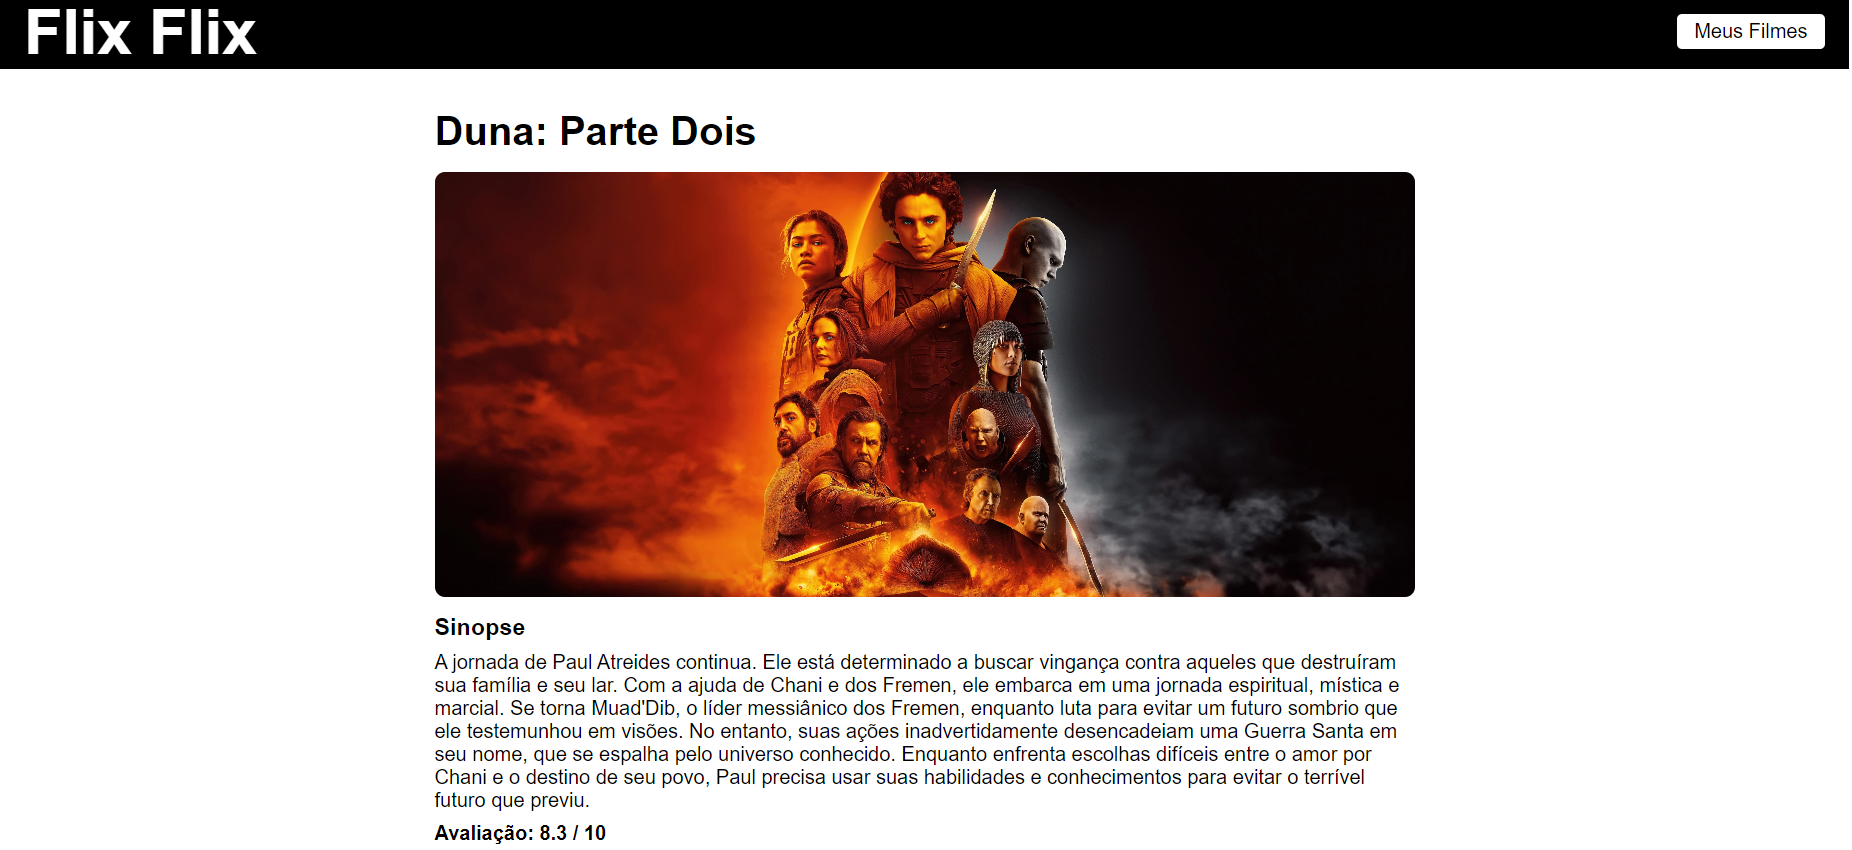 Flix Flix
Meus Filmes
Duna: Parte Dois
Sinopse
A jornada de Paul Atreides continua. Ele está determinado a buscar vingança contra aqueles que destruíram
sua família e seu lar. Com a ajuda de Chani e dos Fremen, ele embarca em uma jornada espiritual, mística e
marcial. Se torna Muad'Dib, o líder messiânico dos Fremen, enquanto luta para evitar um futuro sombrio que
ele testemunhou em visões. No entanto, suas ações inadvertidamente desencadeiam uma Guerra Santa em
seu nome, que se espalha pelo universo conhecido. Enquanto enfrenta escolhas difíceis entre o amor por
Chani e o destino de seu povo, Paul precisa usar suas habilidades e conhecimentos para evitar o terrível
futuro que previu.
Avaliação: 8.3 / 10